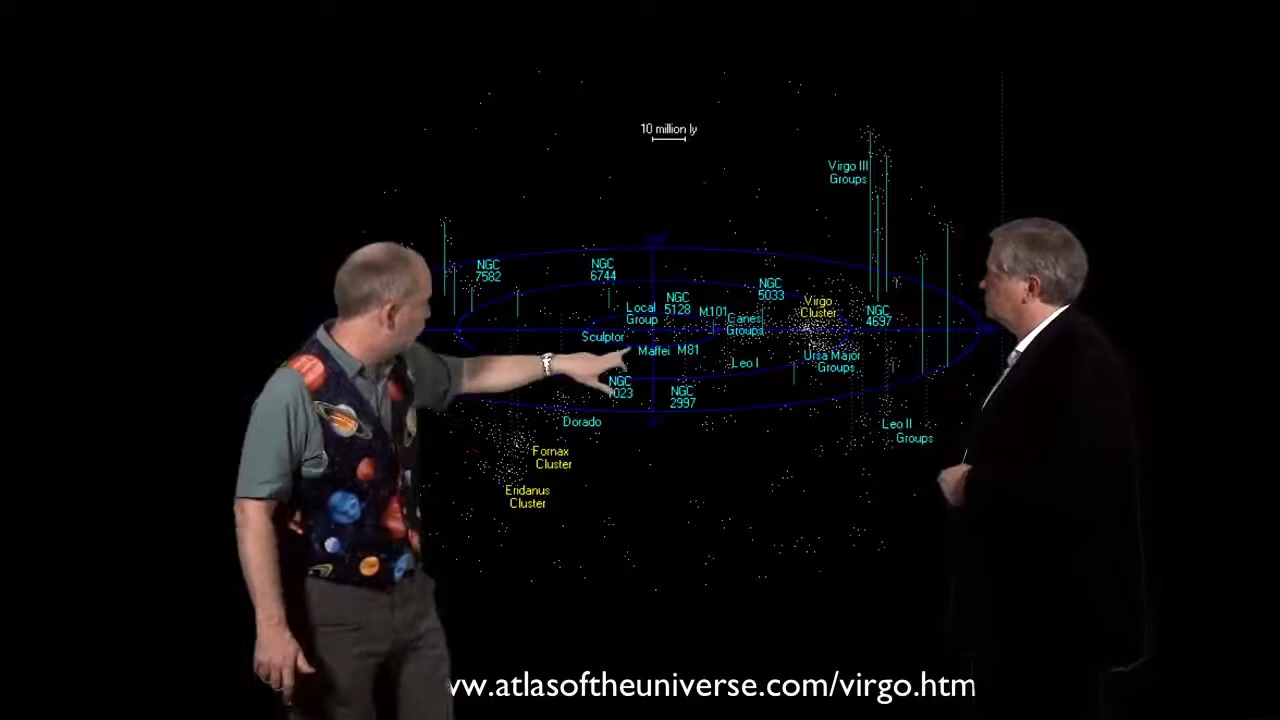 10 million ly
Virgo III
Groups
NGC
7582
NGC
6744
NGC
5033
Virgo
Cluster
NGC
4697
Local
Group
NGC
5128
M101
Canes
Groups
Sculptor
Maffei
M81
Leo I
Ursa Major
Groups
NGC
023
NGC
2997
Dorado
Leo II
Groups
Fornax
Cluster
Eridanus
Cluster
w.atlasoftheuniverse.com/virgo.htm